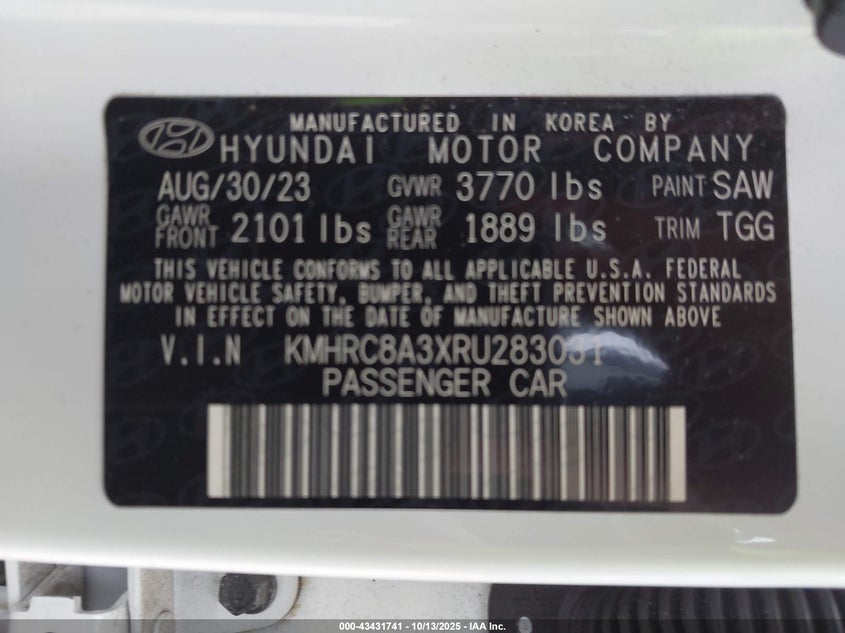 MANUFACTURED IN KOREA BY
HYUNDAI MOTOR COMPANY
AUG/30/23 GVWR 3770 lbs PAINT SAW
GAWR FRONT 2101 lbs GAWR REAR 1889 lbs TRIM TGG
THIS VEHICLE CONFORMS TO ALL APPLICABLE U.S.A. FEDERAL
MOTOR VEHICLE SAFETY, BUMPER, AND THEFT PREVENTION STANDARDS
IN EFFECT ON THE DATE OF MANUFACTURE SHOWN ABOVE
V.I.N KMHRC8A3XRU283031
PASSENGER CAR
000-43431741 | 10/13/2025 - IAA Inc.